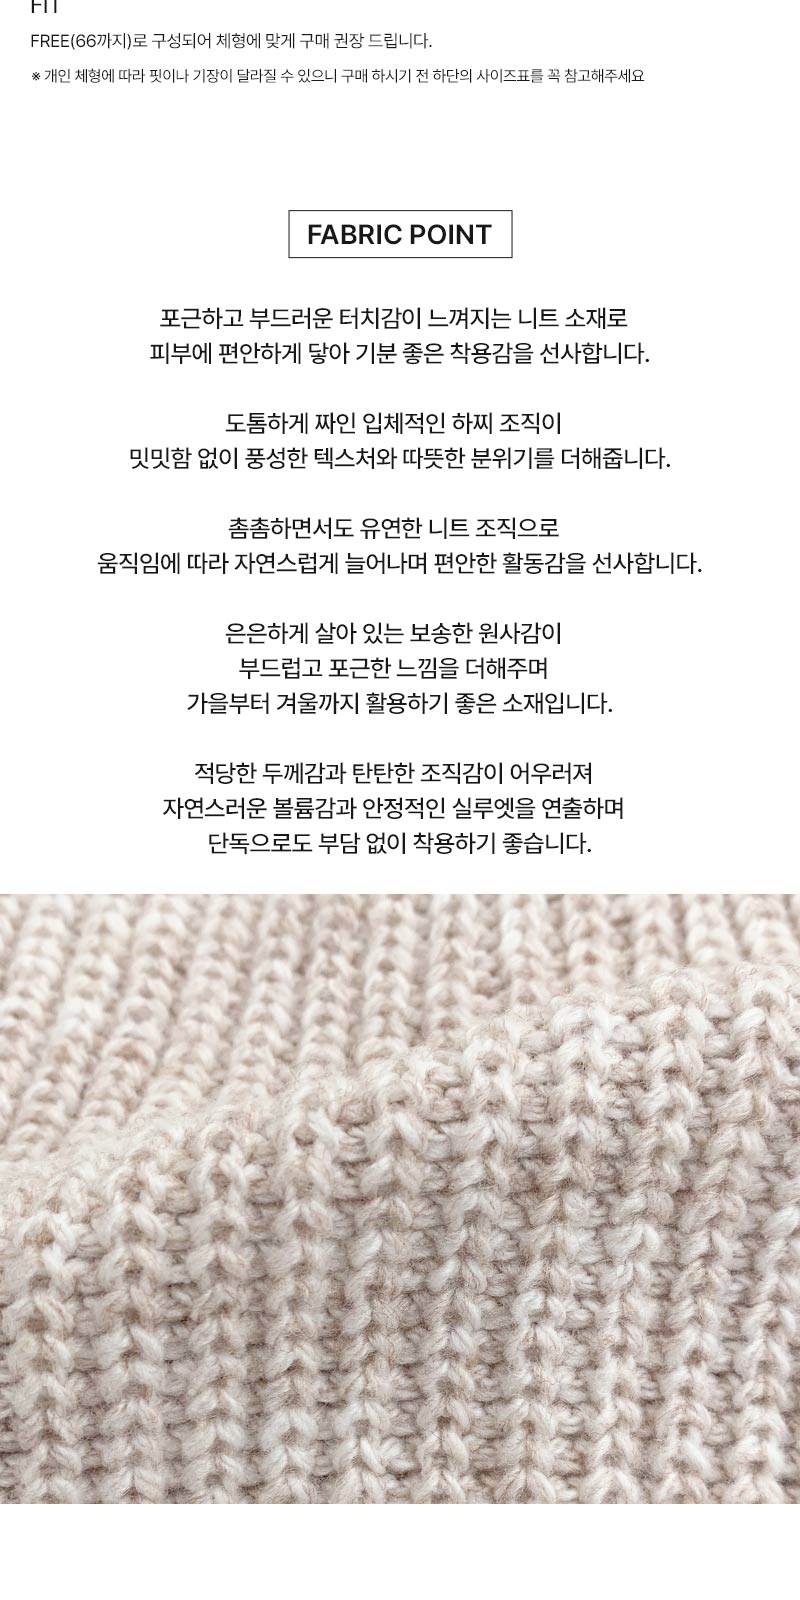 FIT
FREE(66까지)로 구성되어 체형에 맞게 구매 권장 드립니다.
※ 개인 체형에 따라 핏이나 기장이 달라질 수 있으니 구매 하시기 전 하단의 사이즈표를 꼭 참고해주세요
FABRIC POINT
포근하고 부드러운 터치감이 느껴지는 니트 소재로
피부에 편안하게 닿아 기분 좋은 착용감을 선사합니다.
도톰하게 짜인 입체적인 하찌 조직이
밋밋함 없이 풍성한 텍스처와 따뜻한 분위기를 더해줍니다.
촘촘하면서도 유연한 니트 조직으로
움직임에 따라 자연스럽게 늘어나며 편안한 활동감을 선사합니다.
은은하게 살아 있는 보송한 원사감이
부드럽고 포근한 느낌을 더해주며
가을부터 겨울까지 활용하기 좋은 소재입니다.
적당한 두께감과 탄탄한 조직감이 어우러져
자연스러운 볼륨감과 안정적인 실루엣을 연출하며
단독으로도 부담 없이 착용하기 좋습니다.